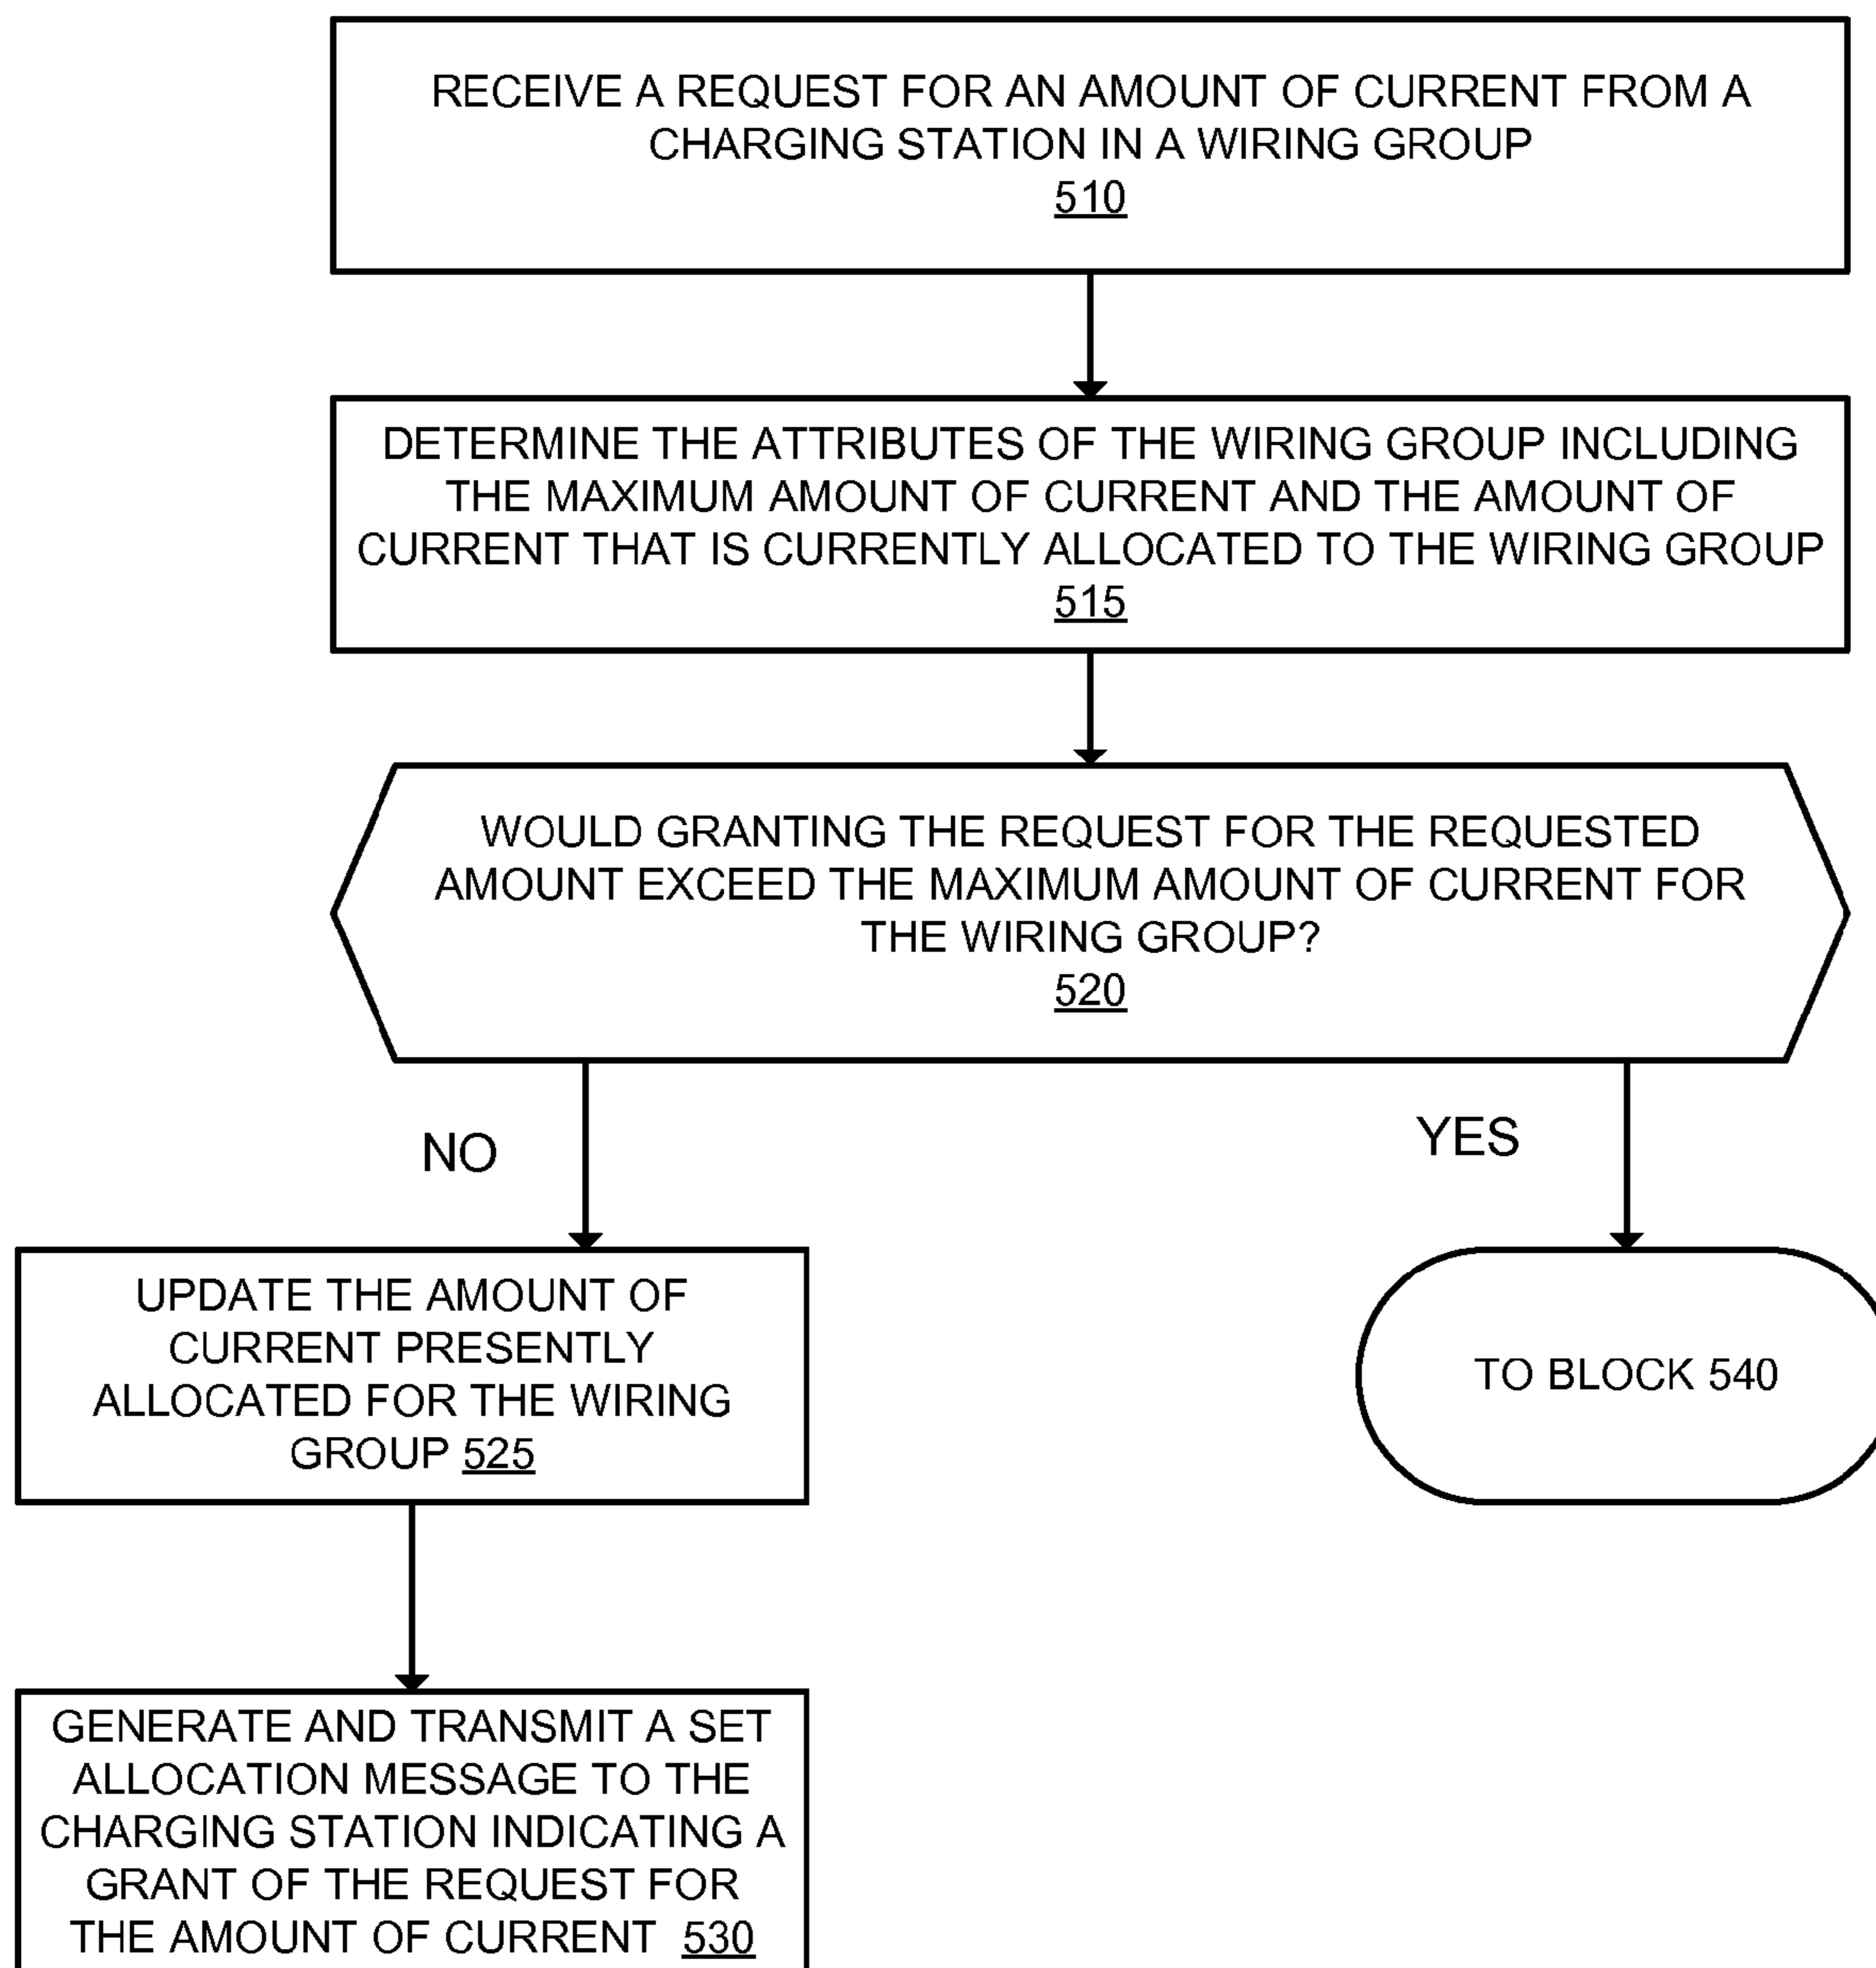 RECEIVE A REQUEST FOR AN AMOUNT OF CURRENT FROM A
CHARGING STATION IN A WIRING GROUP
510
DETERMINE THE ATTRIBUTES OF THE WIRING GROUP INCLUDING
THE MAXIMUM AMOUNT OF CURRENT AND THE AMOUNT OF
CURRENT THAT IS CURRENTLY ALLOCATED TO THE WIRING GROUP
515
WOULD GRANTING THE REQUEST FOR THE REQUESTED
AMOUNT EXCEED THE MAXIMUM AMOUNT OF CURRENT FOR
THE WIRING GROUP?
520
NO
YES
UPDATE THE AMOUNT OF
CURRENT PRESENTLY
ALLOCATED FOR THE WIRING
GROUP 525
TO BLOCK 540
GENERATE AND TRANSMIT A SET
ALLOCATION MESSAGE TO THE
CHARGING STATION INDICATING A
GRANT OF THE REQUEST FOR
THE AMOUNT OF CURRENT 530